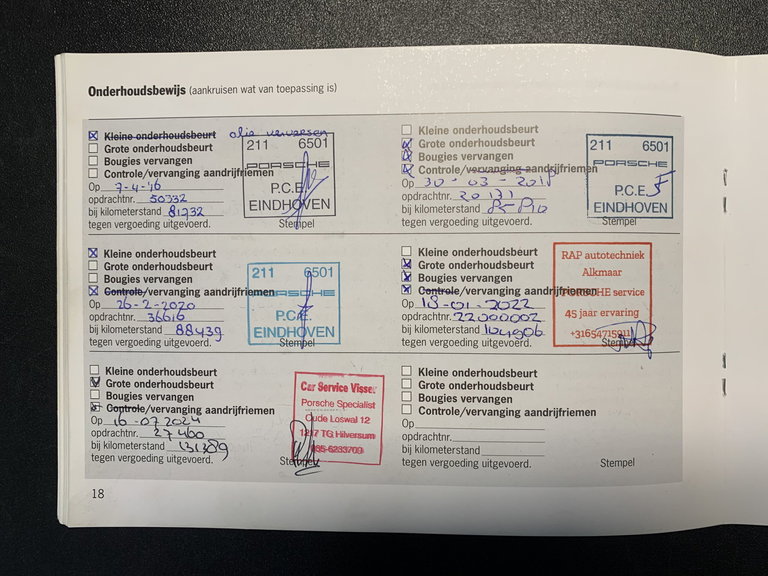 Onderhoudsbewijs (aankruisen wat van toepassing is)
Kleine onderhoudsbeurt olie verversen
Grote onderhoudsbeurt
Bougies vervangen
Controle/vervanging aandrijfriemen
Op 7-4-'16
opdrachtnr. 50332
bij kilometerstand 81732
tegen vergoeding uitgevoerd.
211 6501
PORSCHE
P.C.E.
EINDHOVEN
Stempel
Kleine onderhoudsbeurt
Grote onderhoudsbeurt
Bougies vervangen
Controle/vervanging aandrijfriemen
Op 30-03-2018
opdrachtnr. 20171
bij kilometerstand
tegen vergoeding uitgevoerd.
211 6501
PORSCHE
P.C.E.
EINDHOVEN
Stempel
Kleine onderhoudsbeurt
Grote onderhoudsbeurt
Bougies vervangen
Controle/vervanging aandrijfriemen
Op 26-2-2020
opdrachtnr. 36616
bij kilometerstand 88439
tegen vergoeding uitgevoerd.
211 6501
PORSCHE
P.C.E.
EINDHOVEN
Stempel
Kleine onderhoudsbeurt
Grote onderhoudsbeurt
Bougies vervangen
Controle/vervanging aandrijfriemen
Op 18-01-2022
opdrachtnr. 22000002
bij kilometerstand 104906
tegen vergoeding uitgevoerd.
RAP autotechniek
Alkmaar
PORSCHE service
45 jaar ervaring
+31654715911
Stempel
Kleine onderhoudsbeurt
Grote onderhoudsbeurt
Bougies vervangen
Controle/vervanging aandrijfriemen
Op 16-07 2024
opdrachtnr. 27460
bij kilometerstand 131389
tegen vergoeding uitgevoerd.
Car Service Visser
Porsche Specialist
Oude Loswal 12
1217 TG Hilversum
035-6233709
Stempel
Kleine onderhoudsbeurt
Grote onderhoudsbeurt
Bougies vervangen
Controle/vervanging aandrijfriemen
Op
opdrachtnr.
bij kilometerstand
tegen vergoeding uitgevoerd.
Stempel
18